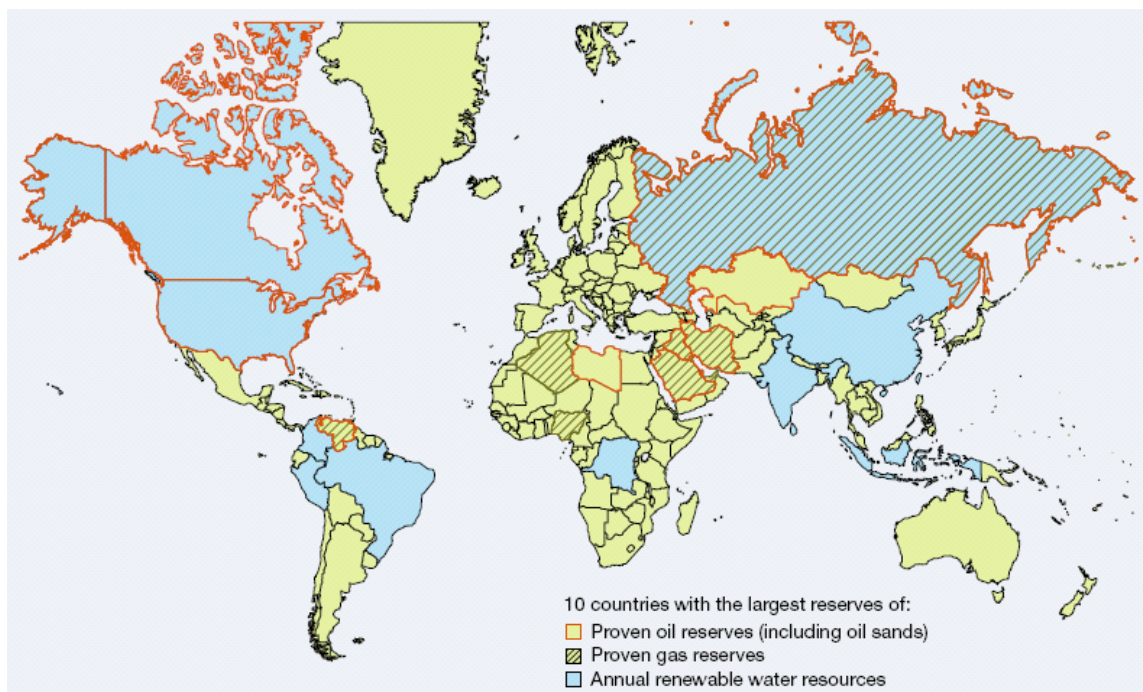 10 countries with the largest reserves of:
Proven oil reserves (including oil sands)
Proven gas reserves
Annual renewable water resources